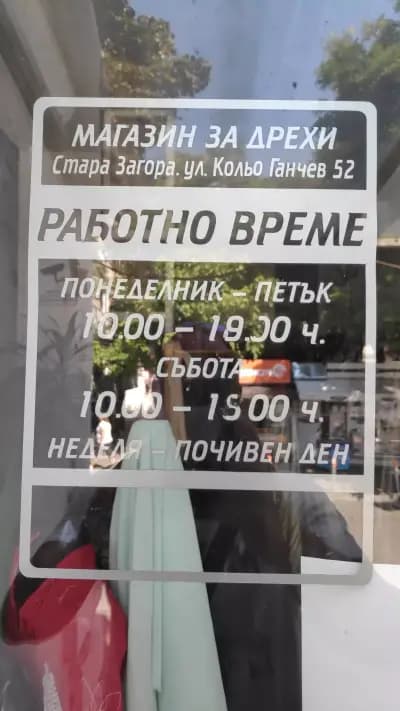 МАГАЗИН ЗА ДРЕХИ
Стара Загора. ул. Кольо Ганчев 52
РАБОТНО ВРЕМЕ
ПОНЕДЕЛНИК – ПЕТЪК
10.00 – 19.00 ч.
СЪБОТА
10.00 – 15 00 ч.
НЕДЕЛЯ – ПОЧИВЕН ДЕН